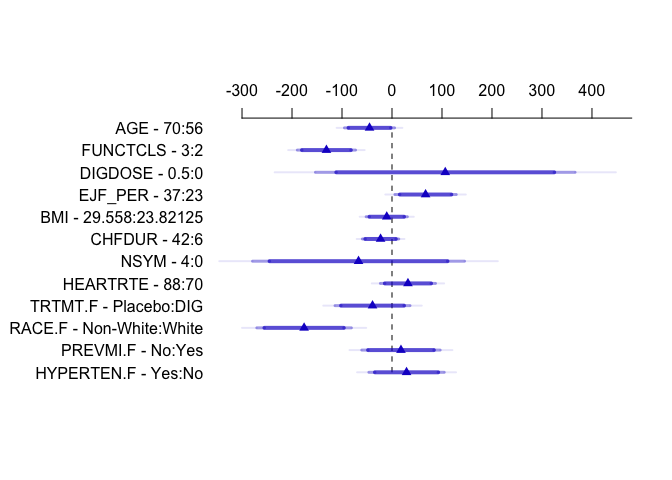 -300 -200 -100 0 100 200 300 400
AGE - 70:56
FUNCTCLS - 3:2
DIGDOSE - 0.5:0
EJF_PER - 37:23
BMI - 29.558:23.82125
CHFDUR - 42:6
NSYM - 4:0
HEARTRTE - 88:70
TRTMT.F - Placebo:DIG
RACE.F - Non-White:White
PREVMI.F - No:Yes
HYPERTEN.F - Yes:No